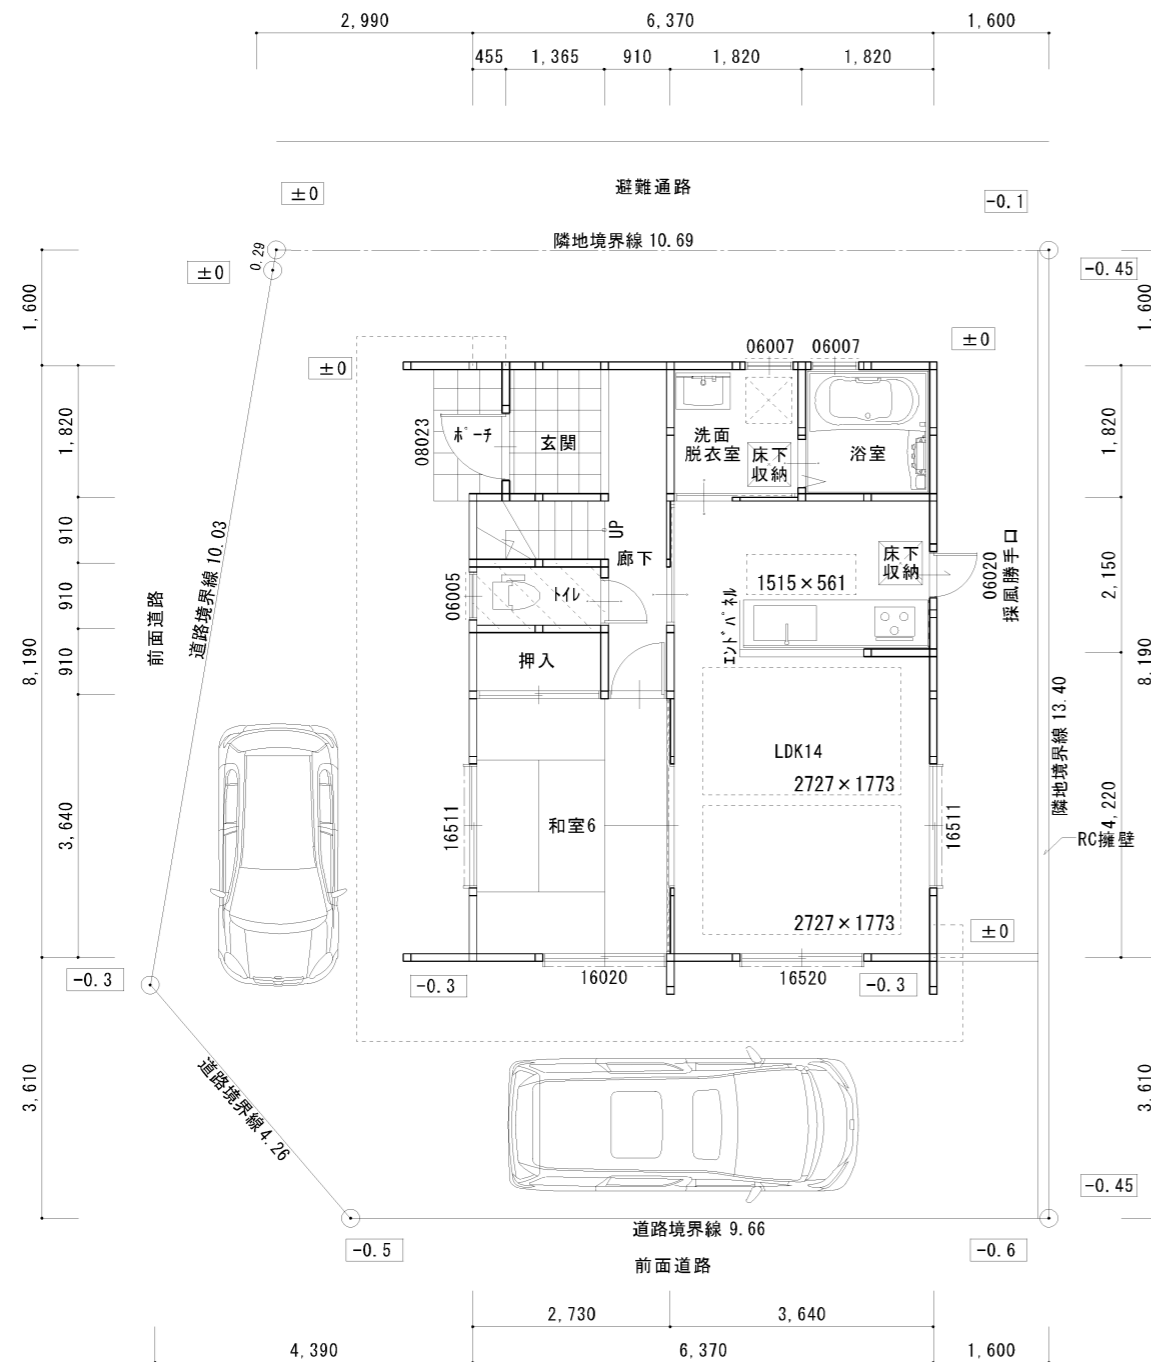 2,990
6,370
1,600
455
1,365
910
1,820
1,820
避難通路
±0
-0.1
隣地境界線 10.69
0.29
±0
-0.45
1,600
1,600
±0
±0
06007
06007
08023
ポーチ
玄関
洗面
脱衣室
床下
収納
浴室
1,820
1,820
910
910
910
道路境界線 10.03
前面道路
UP
廊下
06005
トイレ
押入
エンドパネル
1515×561
床下
収納
06020
採風勝手口
2,150
8,190
8,190
隣地境界線 13.40
LDK14
2727×1773
2727×1773
和室6
16511
16511
3,640
4,220
RC擁壁
±0
-0.3
-0.3
16020
16520
-0.3
3,610
3,610
道路境界線 4.26
道路境界線 9.66
前面道路
-0.5
-0.45
-0.6
2,730
3,640
4,390
6,370
1,600